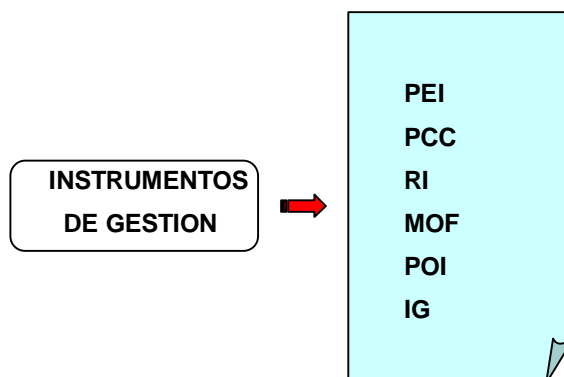 INSTRUMENTOS
DE GESTION
PEI
PCC
RI
MOF
POI
IG